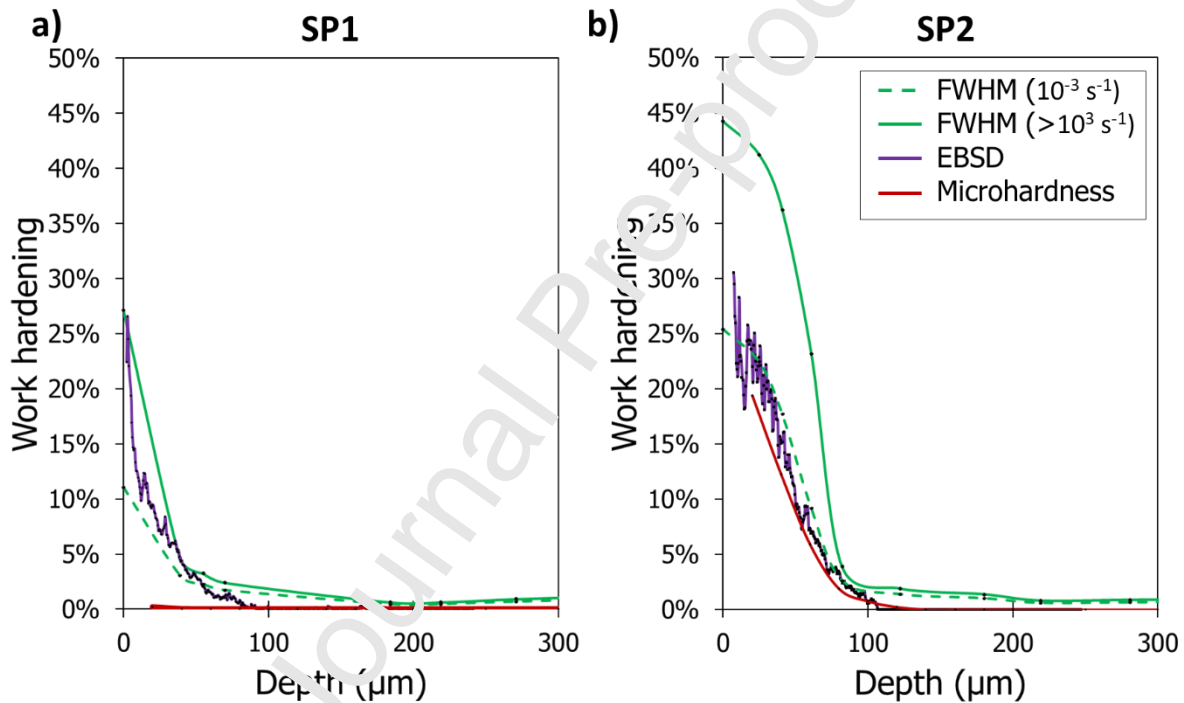 a) SP1
50%
45%
40%
35%
30%
25%
20%
15%
10%
5%
0%
Work hardening
0 100 200 300
Depth (µm)
b) SP2
50%
45%
40%
35%
30%
25%
20%
15%
10%
5%
0%
Work hardening
0 100 200 300
Depth (µm)
FWHM (10⁻³ s⁻¹)
FWHM (>10³ s⁻¹)
EBSD
Microhardness
Journal Pre-proo